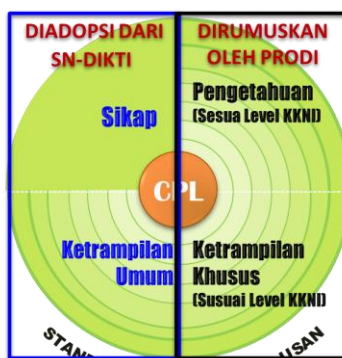 DIADOPSI DARI
SN-DIKTI
DIRUMUSKAN
OLEH PRODI
Sikap
Pengetahuan
(Sesua Level KKNI)
CPL
Ketrampilan
Umum
Ketrampilan
Khusus
(Susuai Level KKNI)